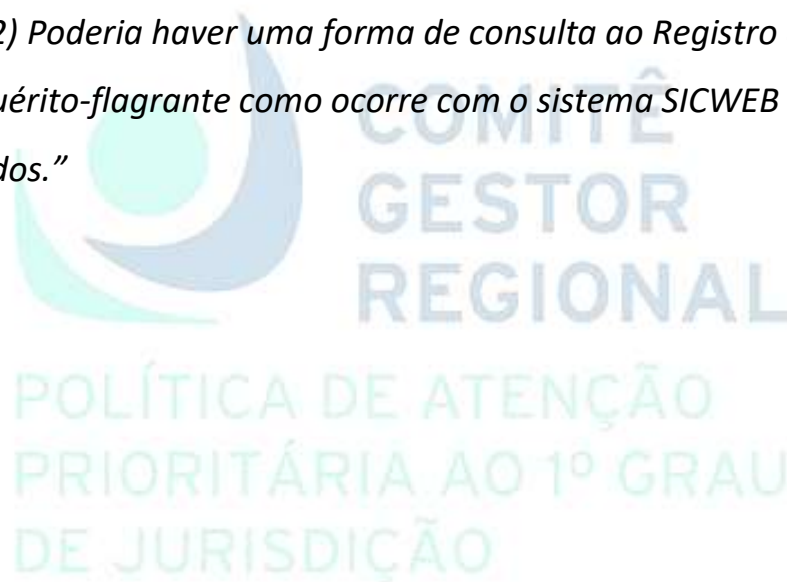 2) Poderia haver uma forma de consulta ao Registro
uérito-flagrante como ocorre com o sistema SICWEB
dos.”
COMITÊ
GESTOR
REGIONAL
POLÍTICA DE ATENÇÃO
PRIORITÁRIA AO 1º GRAU
DE JURISDIÇÃO